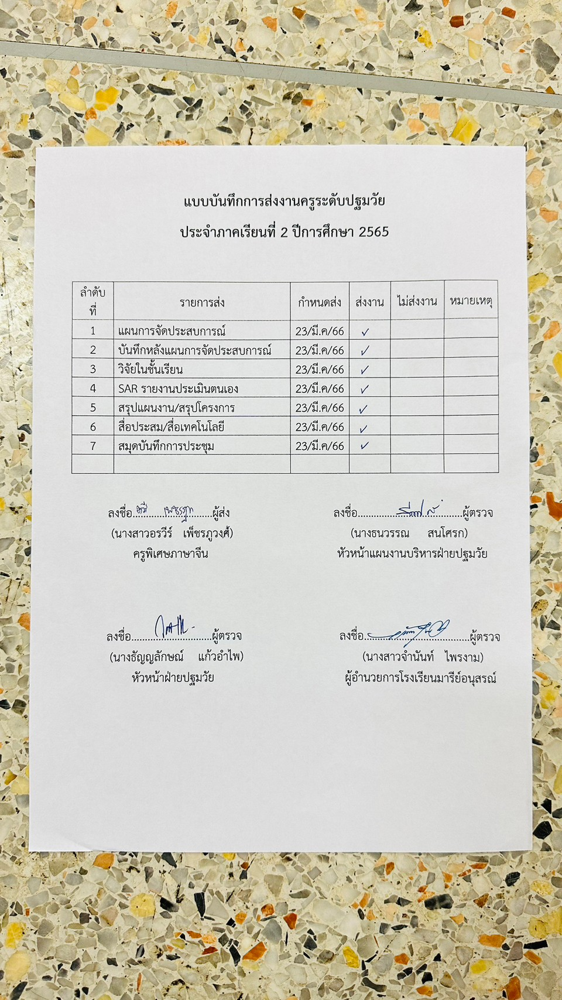 แบบบันทึกการส่งงานครูระดับปฐมวัย
ประจำภาคเรียนที่ 2 ปีการศึกษา 2565
ลำดับที่ รายการส่ง กำหนดส่ง ส่งงาน ไม่ส่งงาน หมายเหตุ
1 แผนการจัดประสบการณ์ 23/มี.ค/66 ✓
2 บันทึกหลังแผนการจัดประสบการณ์ 23/มี.ค/66 ✓
3 วิจัยในชั้นเรียน 23/มี.ค/66 ✓
4 SAR รายงานประเมินตนเอง 23/มี.ค/66 ✓
5 สรุปแผนงาน/สรุปโครงการ 23/มี.ค/66 ✓
6 สื่อประสม/สื่อเทคโนโลยี 23/มี.ค/66 ✓
7 สมุดบันทึกการประชุม 23/มี.ค/66 ✓
ลงชื่อ..............................ผู้ส่ง ลงชื่อ..............................ผู้ตรวจ
(นางสาวอรวีร์ เพ็ชรภูวงศ์) (นางธนวรรณ สนโศรก)
ครูพิเศษภาษาจีน หัวหน้าแผนงานบริหารฝ่ายปฐมวัย
ลงชื่อ..............................ผู้ตรวจ ลงชื่อ..............................ผู้ตรวจ
(นางธัญญลักษณ์ แก้วอำไพ) (นางสาวจำนันท์ ไพรงาม)
หัวหน้าฝ่ายปฐมวัย ผู้อำนวยการโรงเรียนมารีย์อนุสรณ์